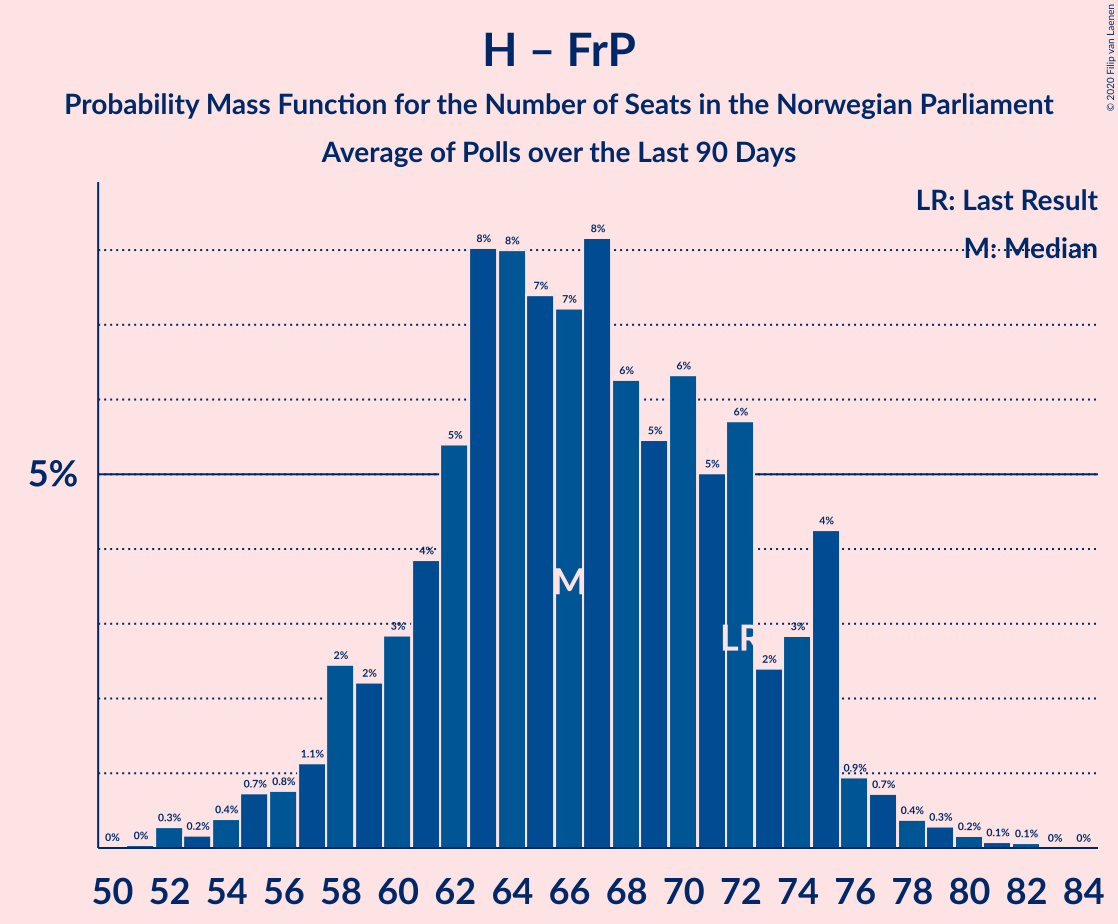 H – FrP
Probability Mass Function for the Number of Seats in the Norwegian Parliament
Average of Polls over the Last 90 Days
© 2020 Filip van Laenen
LR: Last Result
M: Median
5%
0% 0% 0.3% 0.2% 0.4% 0.7% 0.8% 1.1% 2% 2% 3% 4% 5% 8% 8% 7% 7% 8% 6% 5% 6% 5% 6% 2% 3% 4% 0.9% 0.7% 0.4% 0.3% 0.2% 0.1% 0.1% 0% 0%
M
LR
50 52 54 56 58 60 62 64 66 68 70 72 74 76 78 80 82 84